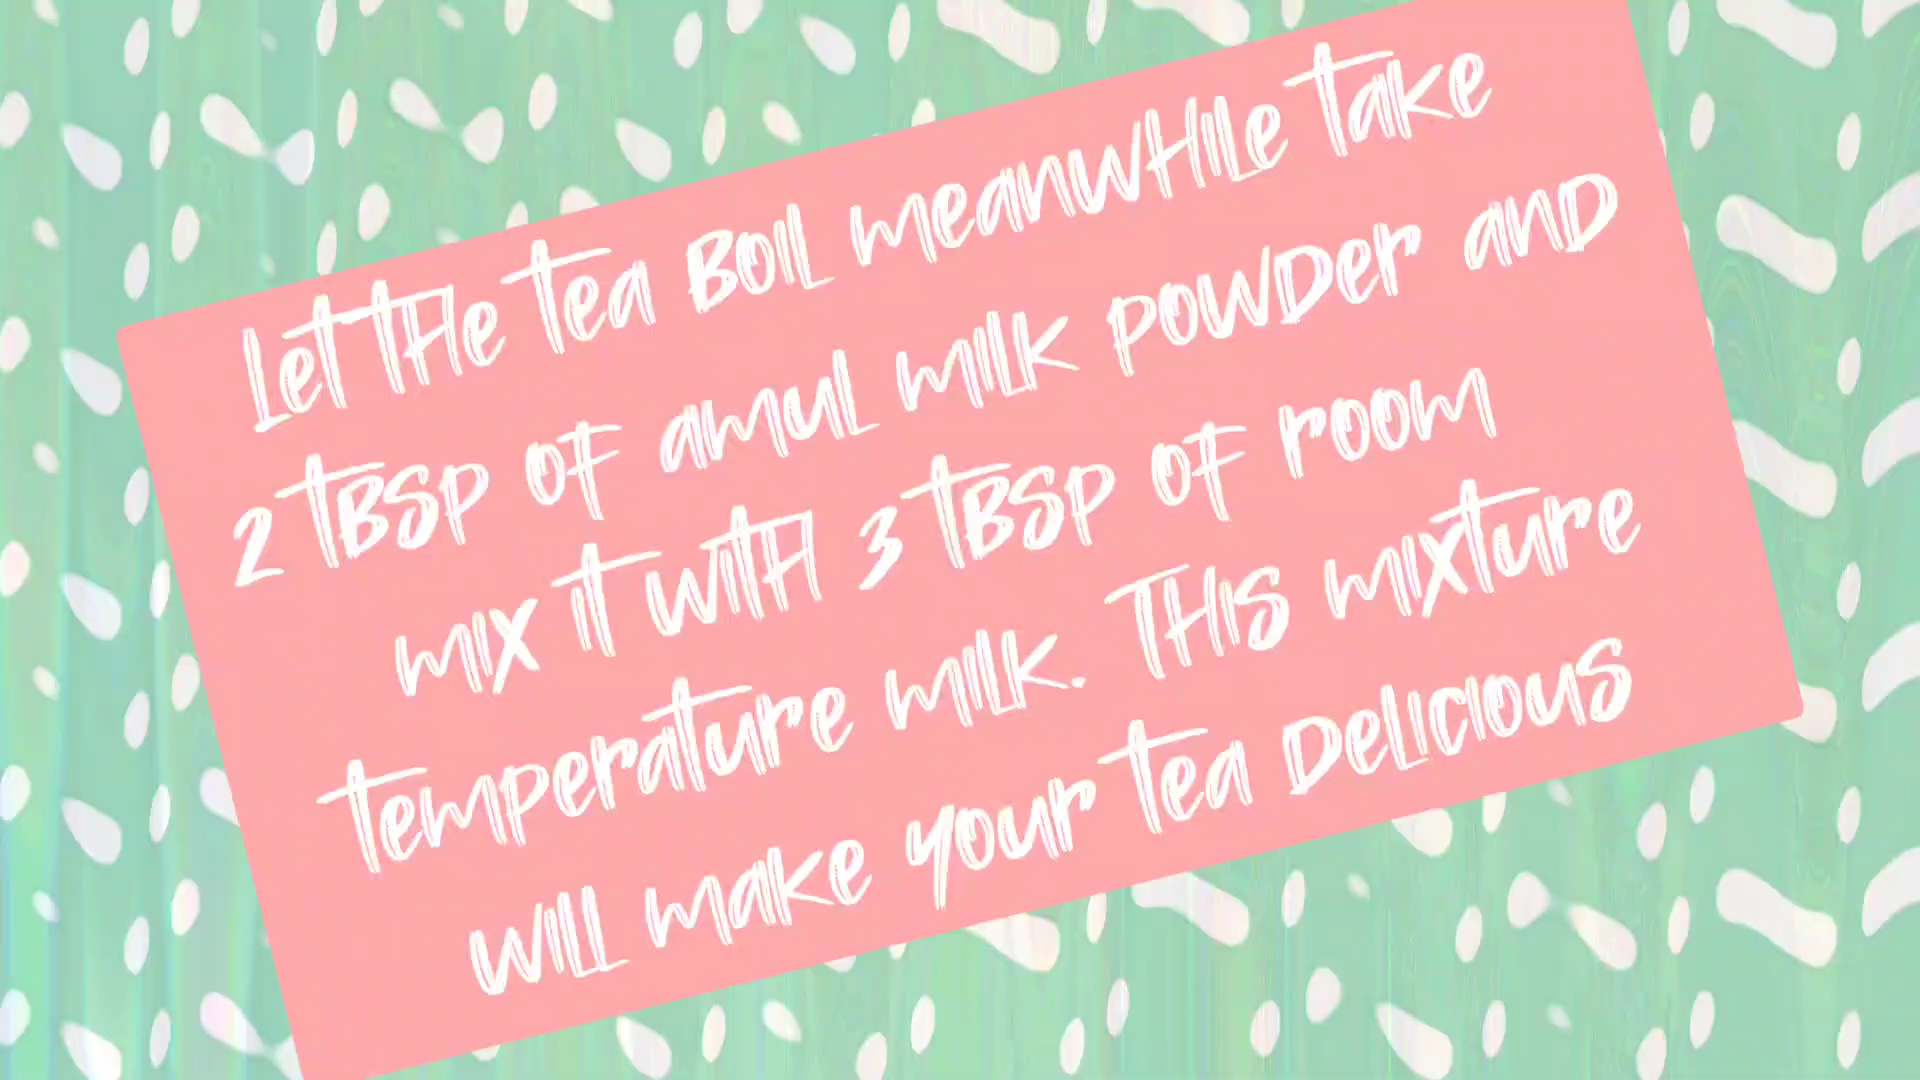 Let the tea boil meanwhile take
2 tbsp of amul milk powder and
mix it with 3 tbsp of room
temperature milk. This mixture
will make your tea delicious